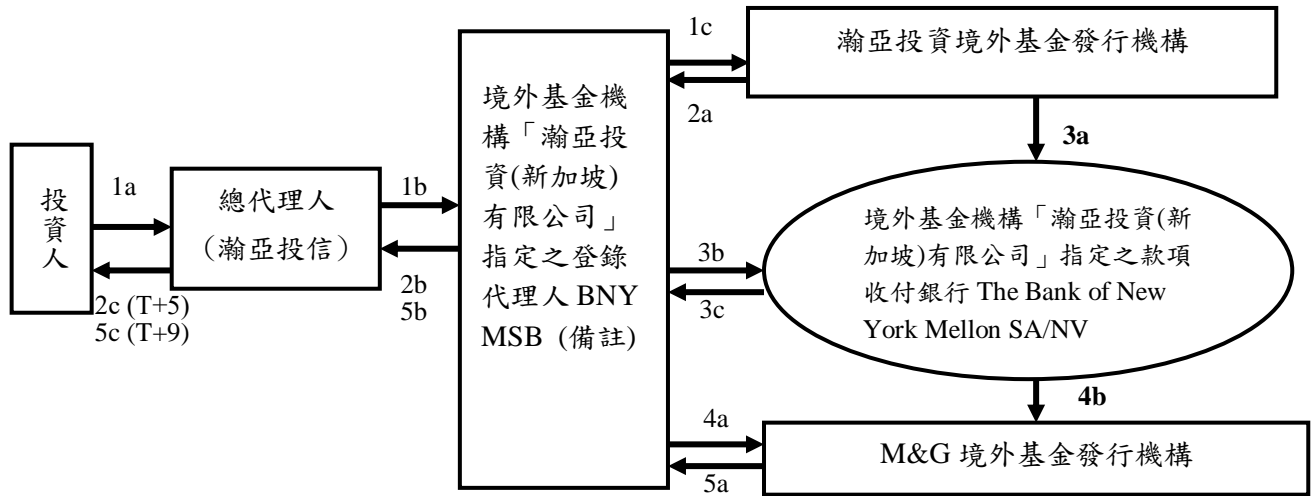 投
資
人
1a
2c (T+5)
5c (T+9)
總代理人
（瀚亞投信）
1b
2b
5b
境外基金機
構「瀚亞投
資(新加坡)
有限公司」
指定之登錄
代理人 BNY
MSB (備註)
1c
2a
瀚亞投資境外基金發行機構
3a
3b
3c
境外基金機構「瀚亞投資(新
加坡)有限公司」指定之款項
收付銀行 The Bank of New
York Mellon SA/NV
4b
4a
5a
M&G 境外基金發行機構